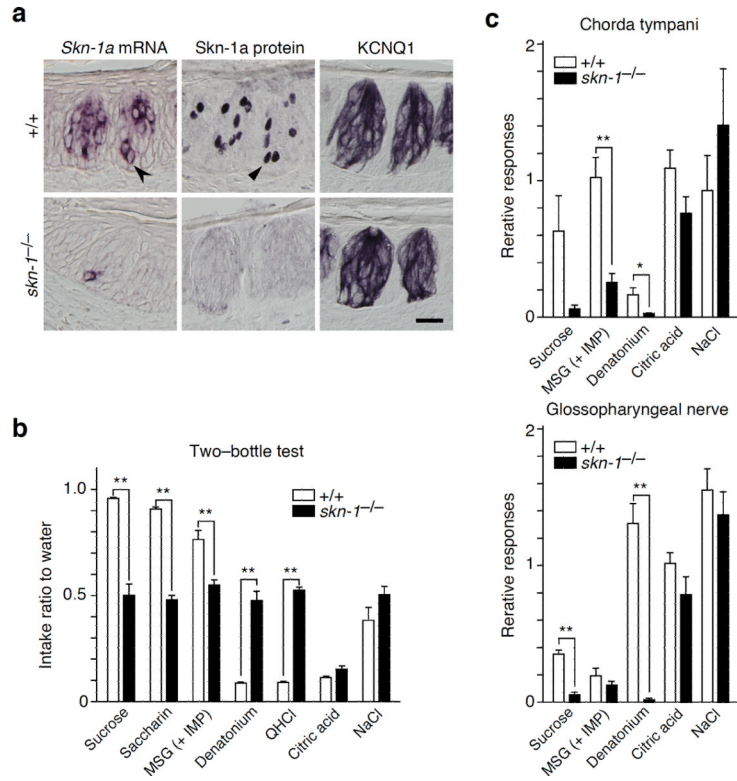 a
Skn-1a mRNA
Skn-1a protein
KCNQ1
+/+
skn-1–/–
b
Two–bottle test
Intake ratio to water
1.0
0.5
0
**
**
**
**
**
+/+
skn-1–/–
Sucrose
Saccharin
MSG (+ IMP)
Denatonium
QHCl
Citric acid
NaCl
c
Chorda tympani
Rerative responses
2
1
0
+/+
skn-1–/–
**
*
Sucrose
MSG (+ IMP)
Denatonium
Citric acid
NaCl
Glossopharyngeal nerve
Rerative responses
2
1
0
+/+
skn-1–/–
**
**
Sucrose
MSG (+ IMP)
Denatonium
Citric acid
NaCl